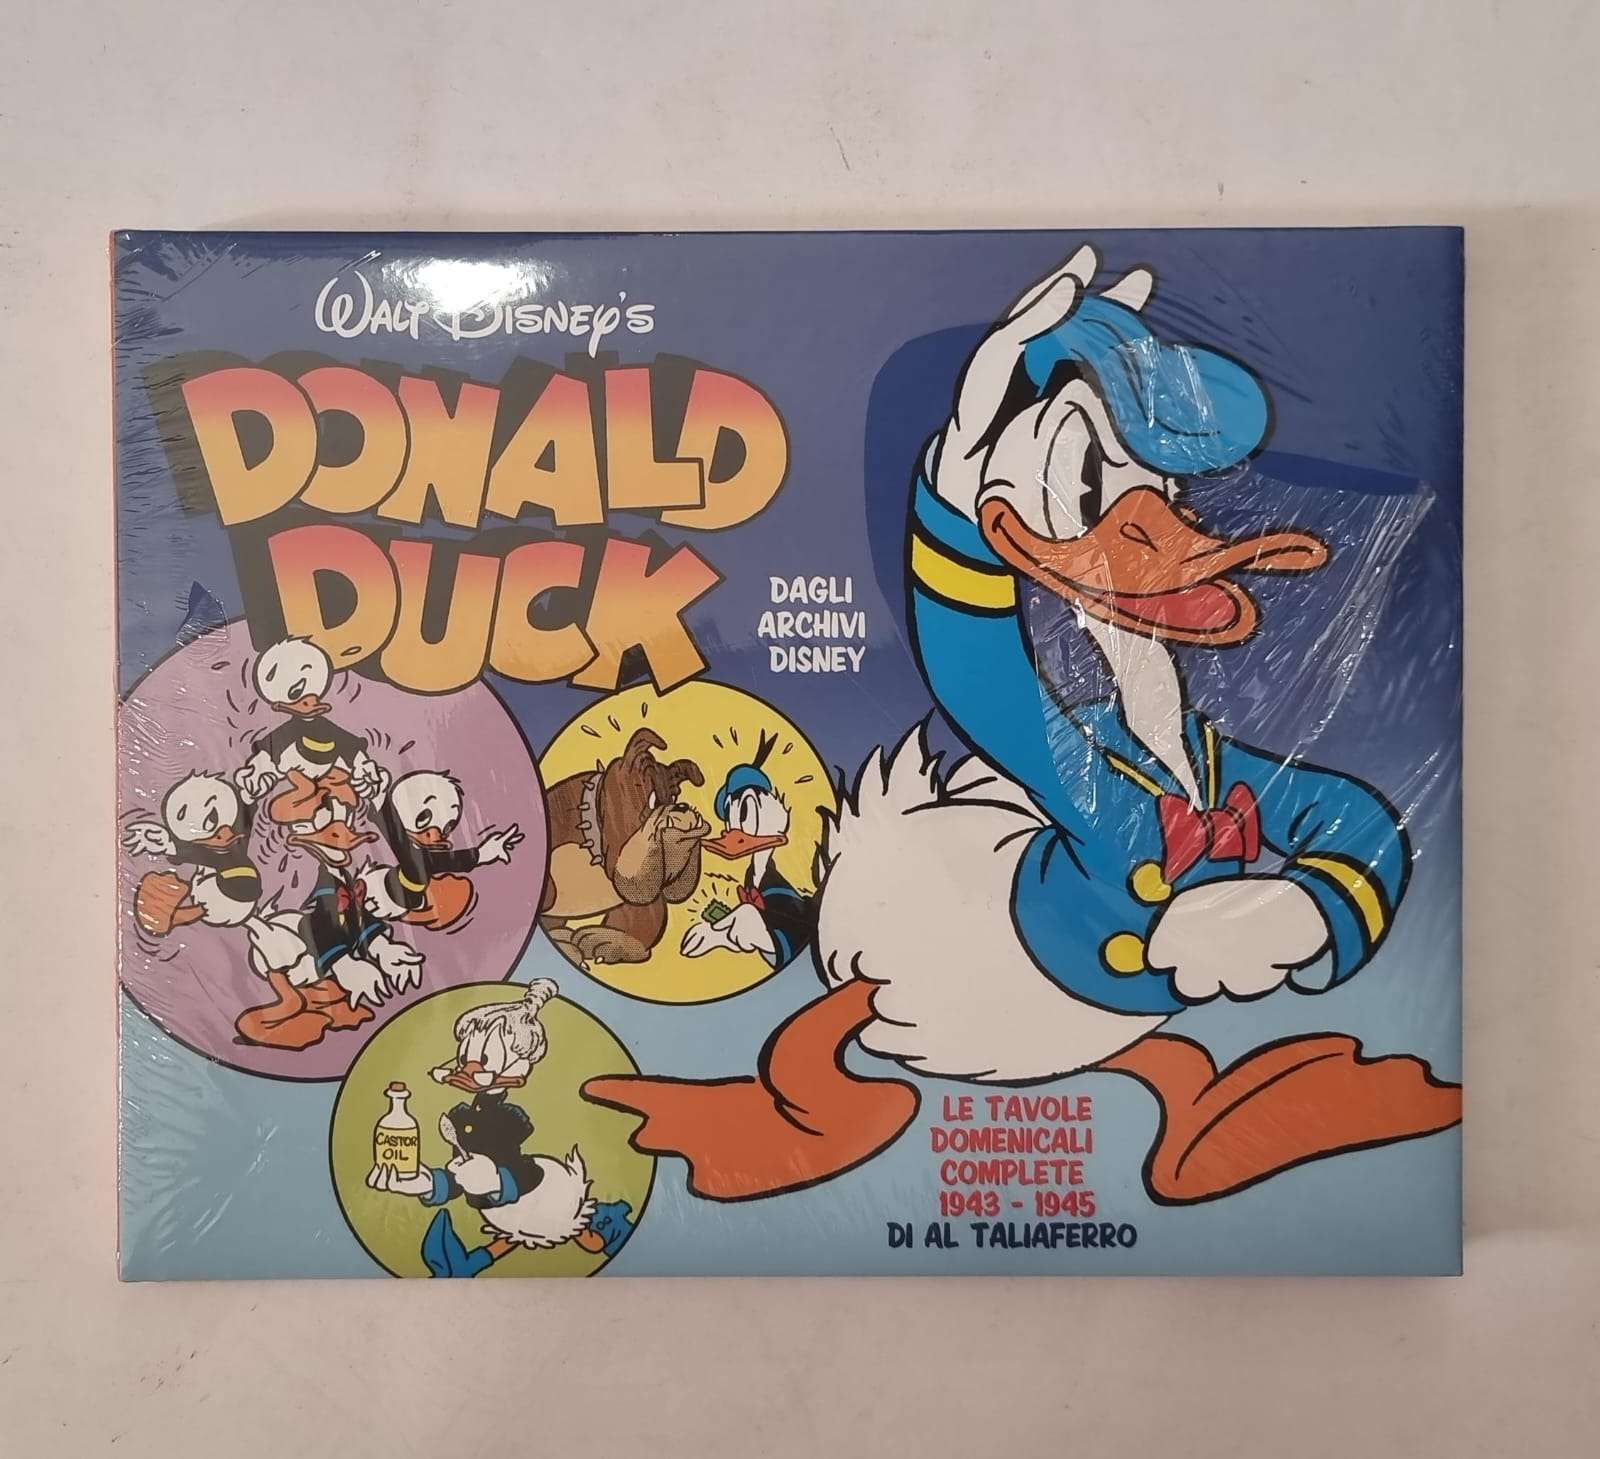 WALT DISNEY'S
DONALD
DUCK
DAGLI
ARCHIVI
DISNEY
CASTOR
OIL
LE TAVOLE
DOMENICALI
COMPLETE
1943 - 1945
DI AL TALIAFERRO